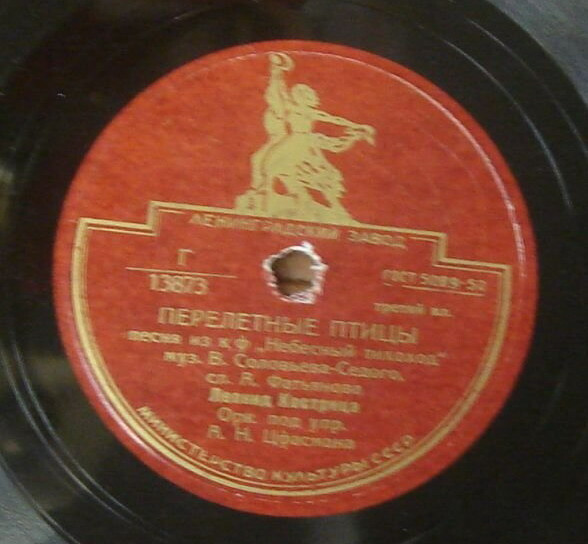 ЛЕНИНГРАДСКИЙ ЗАВОД
Г
13873
ГОСТ 5289-50
третий вл.
ПЕРЕЛЕТНЫЕ ПТИЦЫ
песня из к/ф „Небесный тихоход"
муз. В. Соловьева-Седого,
сл. А. Фатьянова
Леонид Кострица
Орк. под упр.
А. Н. Цфасмана
МИНИСТЕРСТВО КУЛЬТУРЫ СССР